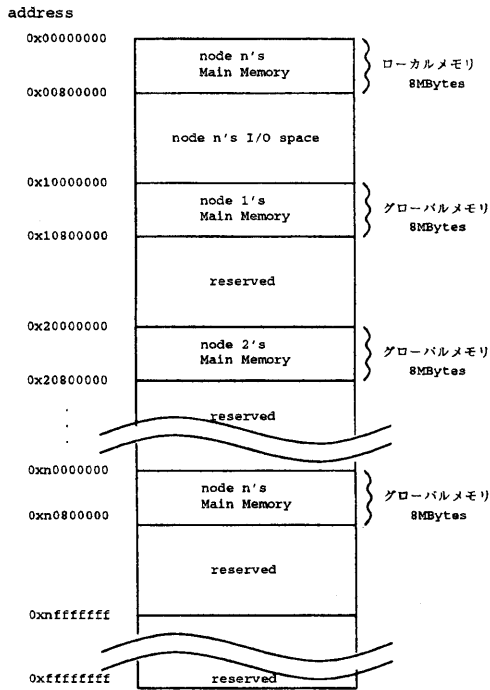 address
0x00000000
node n's
Main Memory
ローカルメモリ
8MBytes
0x00800000
node n's I/O space
0x10000000
node 1's
Main Memory
グローバルメモリ
8MBytes
0x10800000
reserved
0x20000000
node 2's
Main Memory
グローバルメモリ
8MBytes
0x20800000
reserved
0xn0000000
node n's
Main Memory
グローバルメモリ
8MBytes
0xn0800000
reserved
0xnfffffff
0xffffffff
reserved